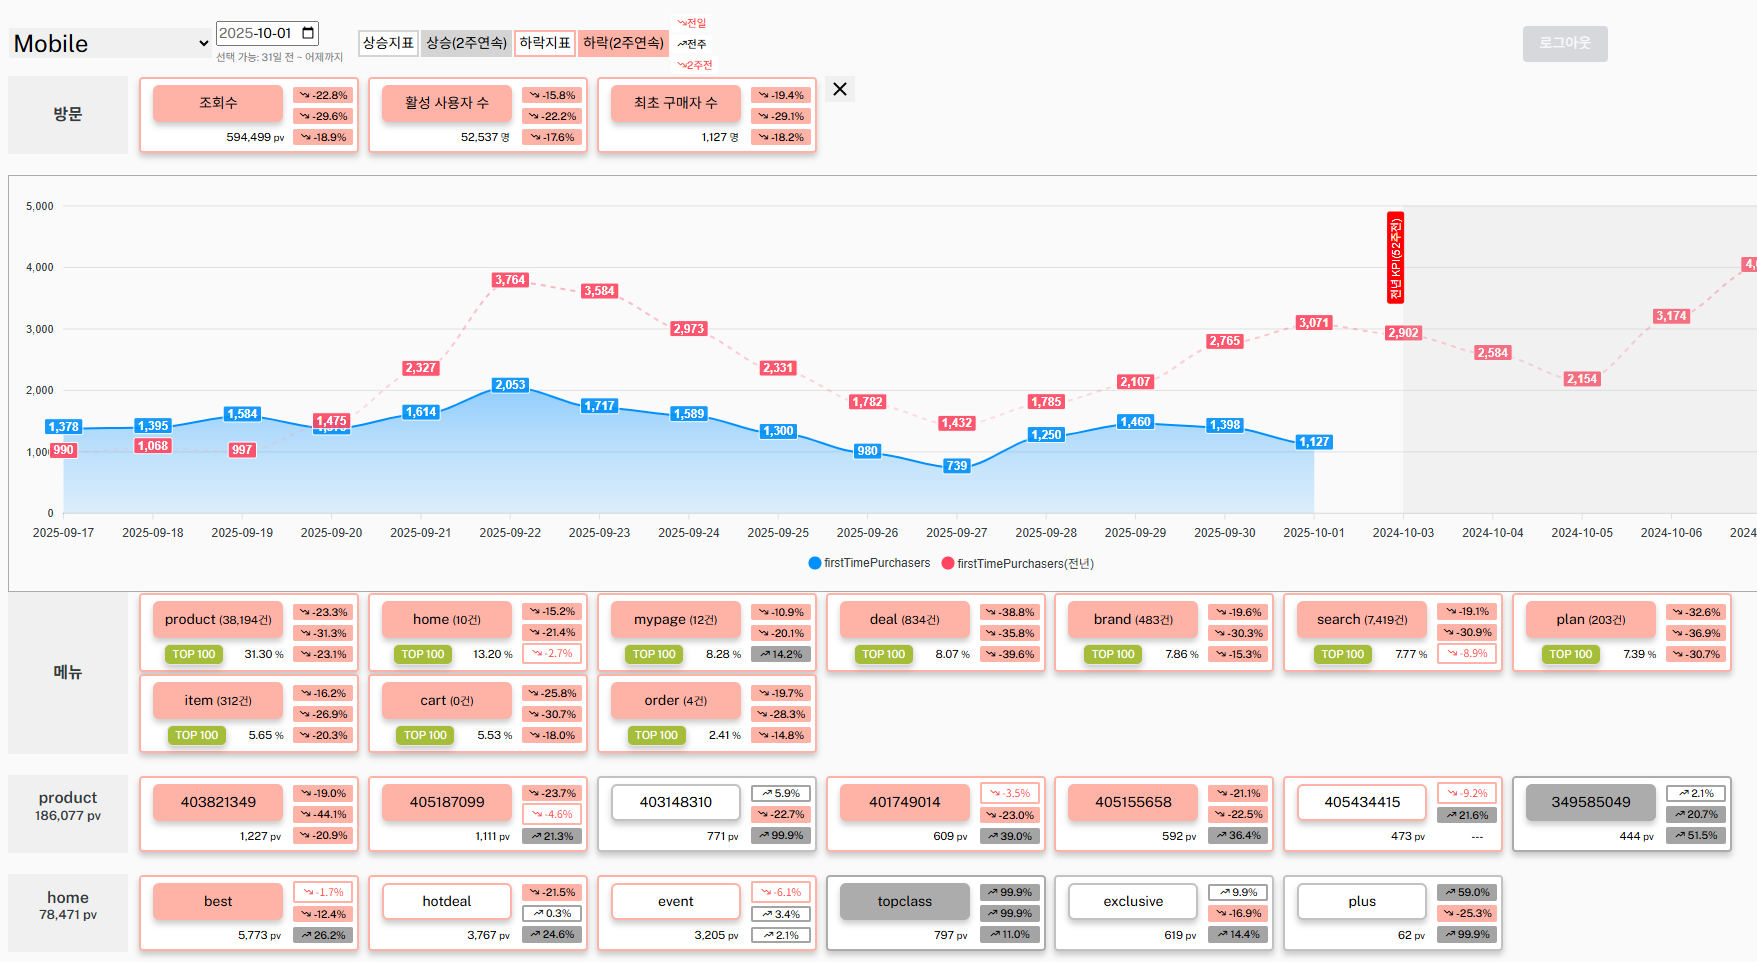 Mobile
2025-10-01
선택 가능: 31일 전 ~ 어제까지
상승지표 상승(2주연속) 하락지표 하락(2주연속)
전일
전주
2주전
로그아웃
방문
조회수 -22.8%
-29.6%
594,499 pv -18.9%
활성 사용자 수 -15.8%
-22.2%
52,537 명 -17.6%
최초 구매자 수 -19.4%
-29.1%
1,127 명 -18.2%
5,000
4,000
3,000
2,000
0
1,378 1,395 1,584 1,614 2,053 1,717 1,589 1,300 980 739 1,250 1,460 1,398 1,127
990 1,068 997 1,475 2,327 3,764 3,584 2,973 2,331 1,782 1,432 1,785 2,107 2,765 3,071 2,902 2,584 2,154 3,174
전년 KPI(52주전)
2025-09-17 2025-09-18 2025-09-19 2025-09-20 2025-09-21 2025-09-22 2025-09-23 2025-09-24 2025-09-25 2025-09-26 2025-09-27 2025-09-28 2025-09-29 2025-09-30 2025-10-01 2024-10-03 2024-10-04 2024-10-05 2024-10-06 2024
firstTimePurchasers firstTimePurchasers(전년)
메뉴
product (38,194건) -23.3%
-31.3%
TOP 100 31.30 % -23.1%
home (10건) -15.2%
-21.4%
TOP 100 13.20 % -2.7%
mypage (12건) -10.9%
-20.1%
TOP 100 8.28 % 14.2%
deal (834건) -38.8%
-35.8%
TOP 100 8.07 % -39.6%
brand (483건) -19.6%
-30.3%
TOP 100 7.86 % -15.3%
search (7,419건) -19.1%
-30.9%
TOP 100 7.77 % -8.9%
plan (203건) -32.6%
-36.9%
TOP 100 7.39 % -30.7%
item (312건) -16.2%
-26.9%
TOP 100 5.65 % -20.3%
cart (0건) -25.8%
-30.7%
TOP 100 5.53 % -18.0%
order (4건) -19.7%
-28.3%
TOP 100 2.41 % -14.8%
product
186,077 pv
403821349 -19.0%
-44.1%
1,227 pv -20.9%
405187099 -23.7%
-4.6%
1,111 pv 21.3%
403148310 5.9%
-22.7%
771 pv 99.9%
401749014 -3.5%
-23.0%
609 pv 39.0%
405155658 -21.1%
-22.5%
592 pv 36.4%
405434415 -9.2%
21.6%
473 pv ---
349585049 2.1%
20.7%
444 pv 51.5%
home
78,471 pv
best -1.7%
-12.4%
5,773 pv 26.2%
hotdeal -21.5%
0.3%
3,767 pv 24.6%
event -6.1%
3.4%
3,205 pv 2.1%
topclass 99.9%
99.9%
797 pv 11.0%
exclusive 9.9%
-16.9%
619 pv 14.4%
plus 59.0%
-25.3%
62 pv 99.9%